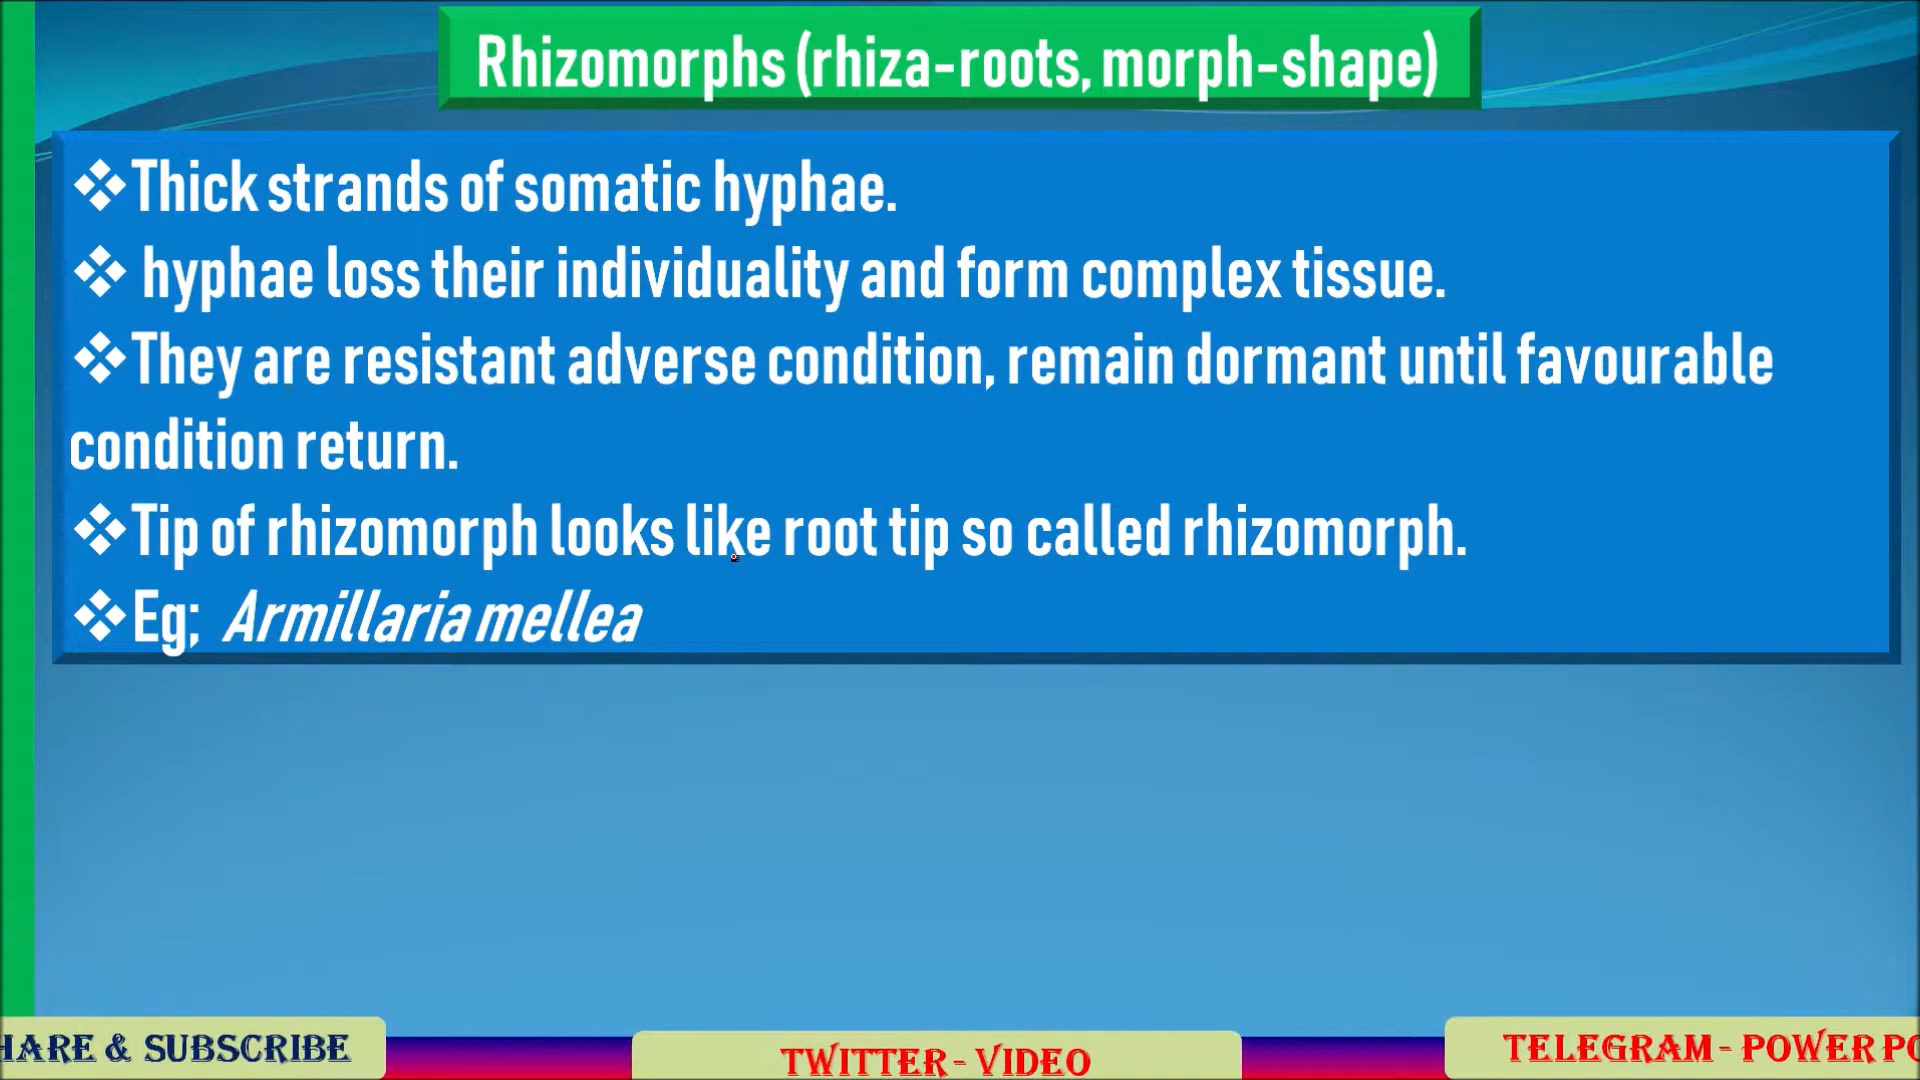 Rhizomorphs (rhiza-roots, morph-shape)
❖Thick strands of somatic hyphae.
❖ hyphae loss their individuality and form complex tissue.
❖They are resistant adverse condition, remain dormant until favourable
condition return.
❖Tip of rhizomorph looks like root tip so called rhizomorph.
❖Eg; Armillaria mellea
HARE & SUBSCRIBE
TWITTER - VIDEO
TELEGRAM - POWER PO